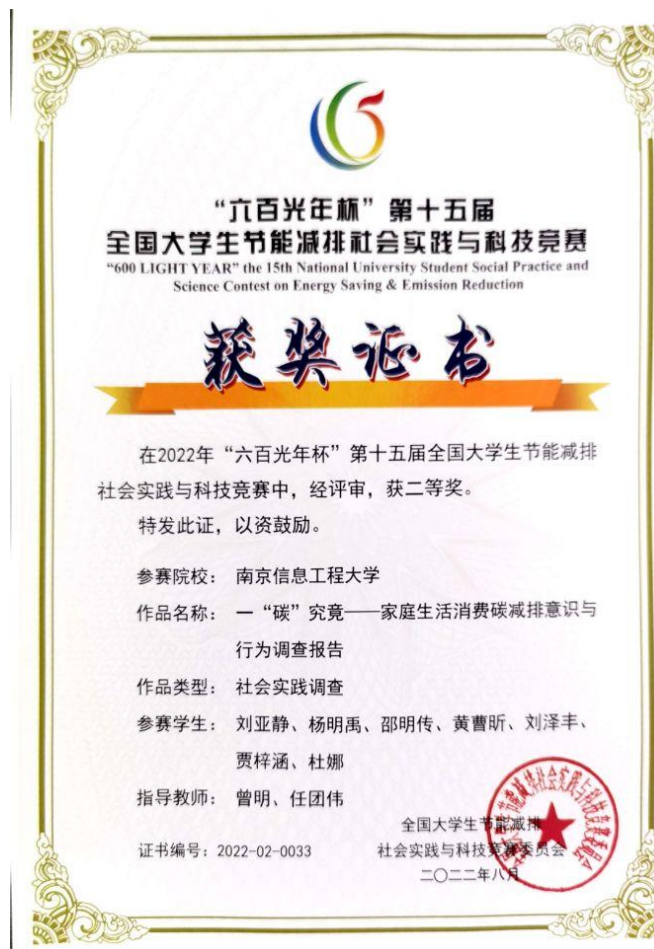 “六百光年杯”第十五届
全国大学生节能减排社会实践与科技竞赛
“600 LIGHT YEAR” the 15th National University Student Social Practice and
Science Contest on Energy Saving & Emission Reduction
获奖证书
在2022年“六百光年杯”第十五届全国大学生节能减排
社会实践与科技竞赛中，经评审，获二等奖。
特发此证，以资鼓励。
参赛院校： 南京信息工程大学
作品名称： 一“碳”究竟——家庭生活消费碳减排意识与
行为调查报告
作品类型： 社会实践调查
参赛学生： 刘亚静、杨明禹、邵明传、黄曹昕、刘泽丰、
贾梓涵、杜娜
指导教师： 曾明、任团伟
全国大学生节能减排
证书编号：2022-02-0033 社会实践与科技竞赛委员会
二〇二二年八月